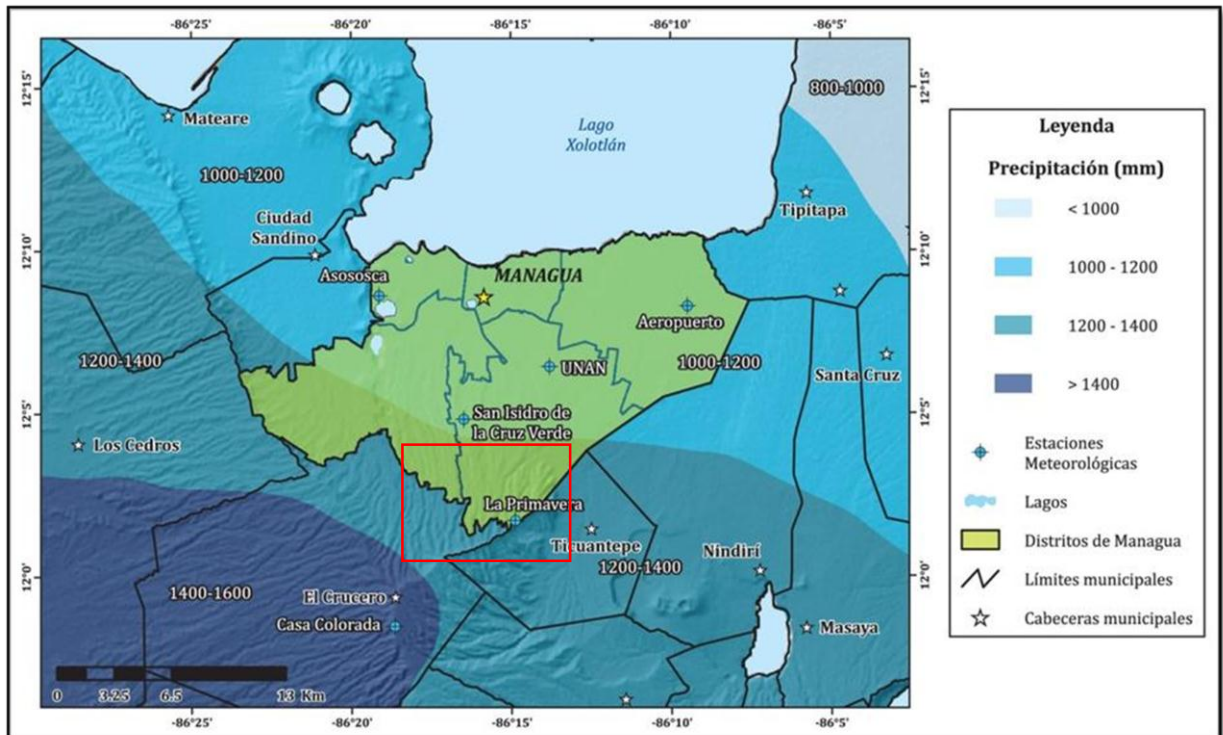 -86°25'
-86°20'
-86°15'
-86°10'
-86°5'
12°15'
12°15'
800-1000
Lago
Xolotlán
Mateare
1000-1200
Tipitapa
Ciudad
Sandino
12°10'
12°10'
Asososca
MANAGUA
Aeropuerto
1000-1200
1200-1400
UNAN
Santa Cruz
12°5'
12°5'
San Isidro de
la Cruz Verde
Los Cedros
La Primavera
Ticuantepe
Nindirí
1200-1400
12°0'
12°0'
1400-1600
El Crucero
Casa Colorada
Masaya
0 3.25 6.5 13 Km
-86°25'
-86°20'
-86°15'
-86°10'
-86°5'
Leyenda
Precipitación (mm)
< 1000
1000 - 1200
1200 - 1400
> 1400
Estaciones
Meteorológicas
Lagos
Distritos de Managua
Límites municipales
Cabeceras municipales